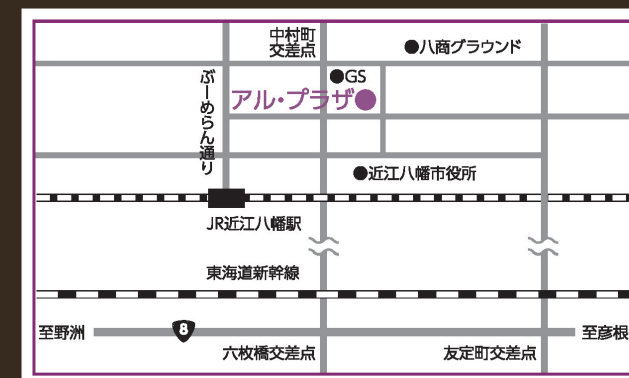 中村町
交差点
八商グラウンド
GS
ぶーめらん通り
アル・プラザ
近江八幡市役所
JR近江八幡駅
東海道新幹線
至野洲
8
至彦根
六枚橋交差点
友定町交差点